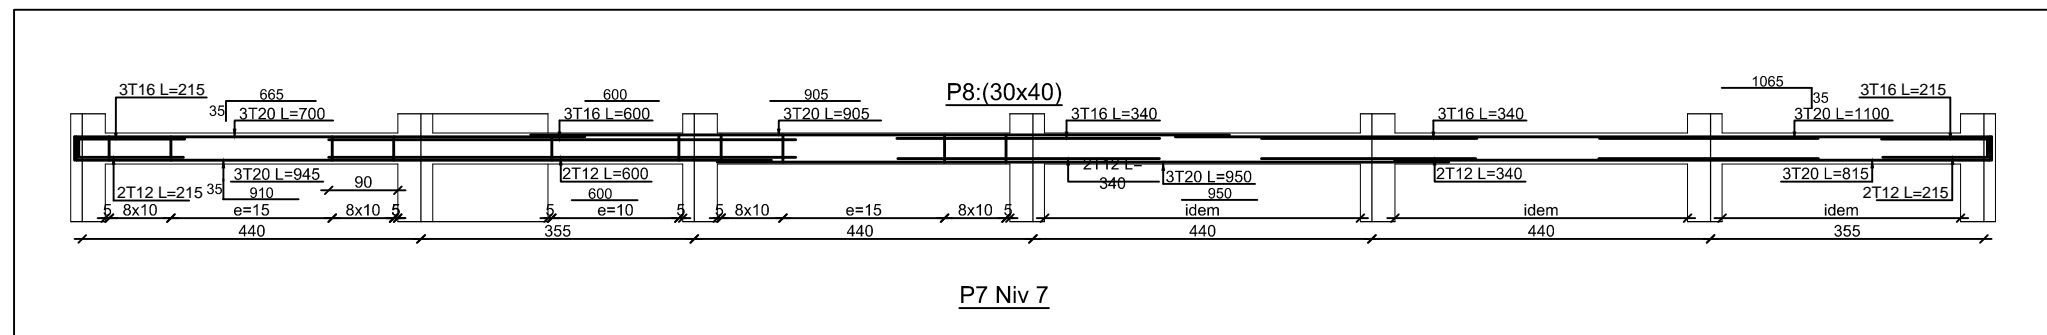 1065
665 600 905 P8:(30x40) 35 3T16 L=215
3T16 L=215
35 3T20 L=700 3T16 L=600 3T20 L=905 3T16 L=340 3T16 L=340 3T20 L=1100
2T12 L=340
3T20 L=945 2T12 L=600 3T20 L=950 2T12 L=340 3T20 L=815
2T12 L=215 35 910 90 600 950 2T12 L=215
5 8x10 e=15 8x10 5 5 e=10 5 5 8x10 e=15 8x10 5 idem idem idem
440 355 440 440 440 355
P7 Niv 7